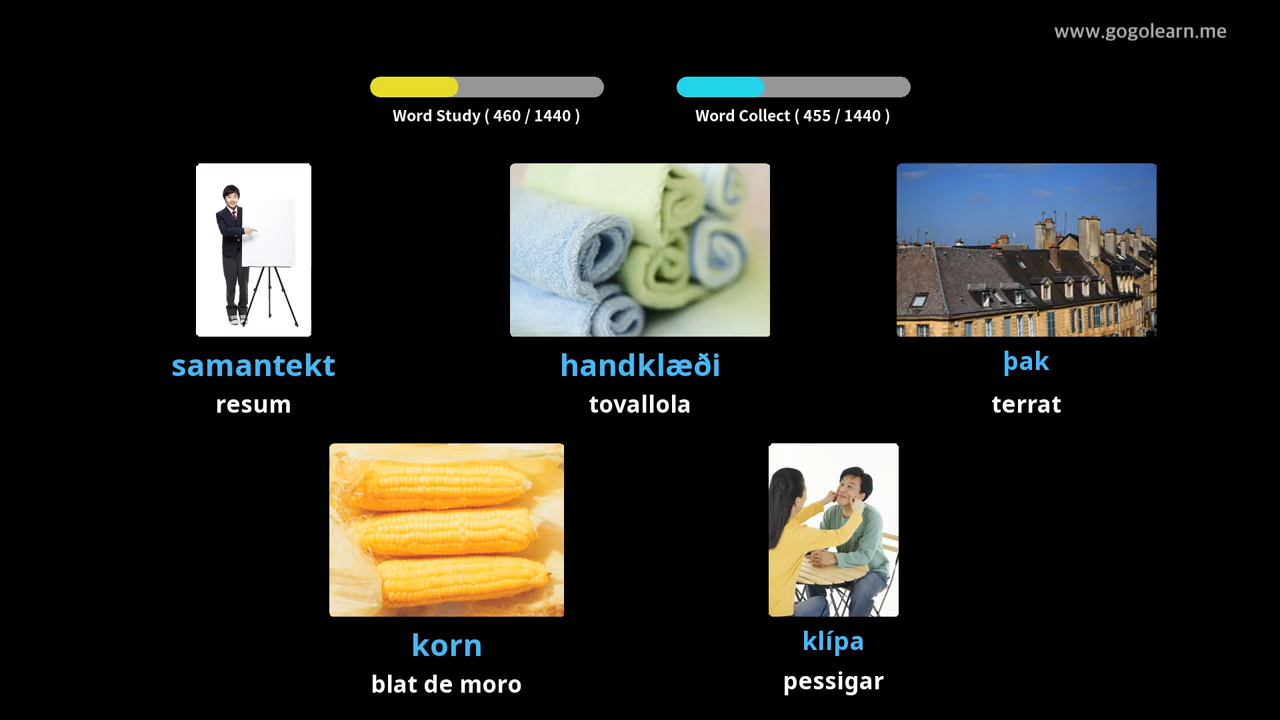 www.gogolearn.me
Word Study ( 460 / 1440 )
Word Collect ( 455 / 1440 )
samantekt
resum
handklæði
tovallola
þak
terrat
korn
blat de moro
klípa
pessigar